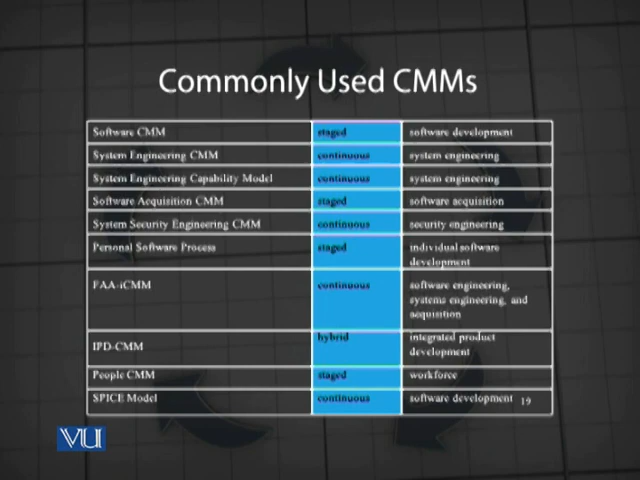 Commonly Used CMMs
Software CMM staged software development
System Engineering CMM continuous system engineering
System Engineering Capability Model continuous system engineering
Software Acquisition CMM staged software acquisition
System Security Engineering CMM continuous security engineering
Personal Software Process staged individual software
development
FAA-iCMM continuous software engineering,
systems engineering, and
acquisition
IPD-CMM hybrid integrated product
development
People CMM staged workforce
SPICE Model continuous software development 19
VU